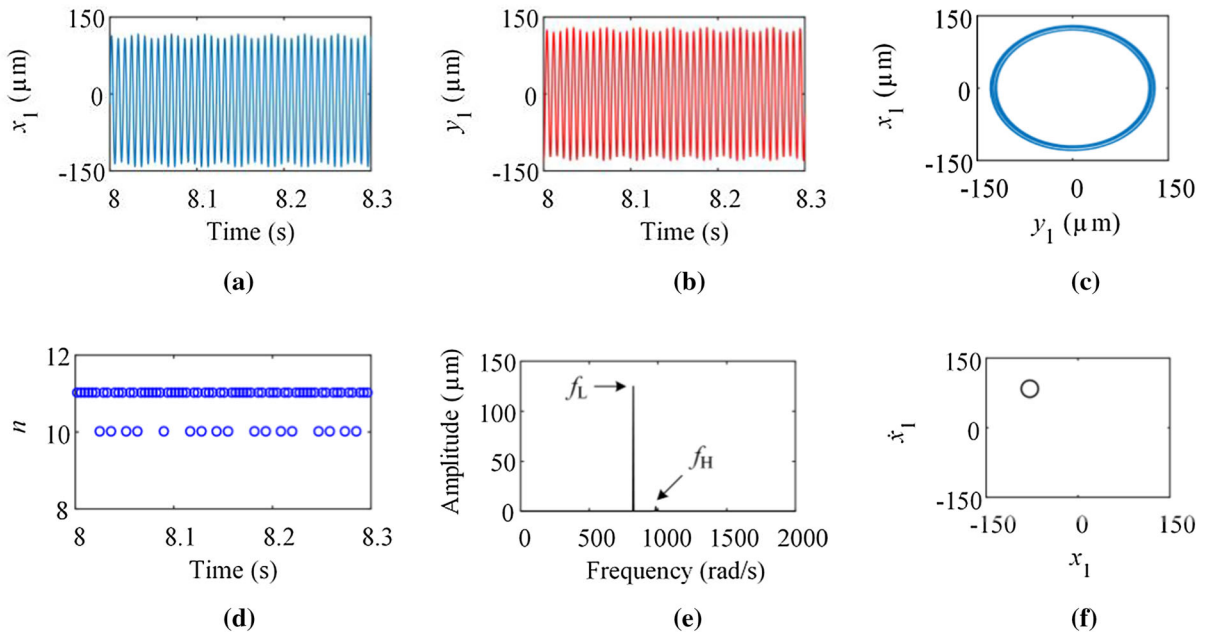 150
0
-150
x1 (µm)
8 8.1 8.2 8.3
Time (s)
(a)
150
0
-150
y1 (µm)
8 8.1 8.2 8.3
Time (s)
(b)
150
0
-150
x1 (µm)
-150 0 150
y1 (µ m)
(c)
12
10
8
n
8 8.1 8.2 8.3
Time (s)
(d)
150
100
50
0
Amplitude (µm)
fL
fH
0 500 1000 1500 2000
Frequency (rad/s)
(e)
150
0
-150
ẋ1
-150 0 150
x1
(f)